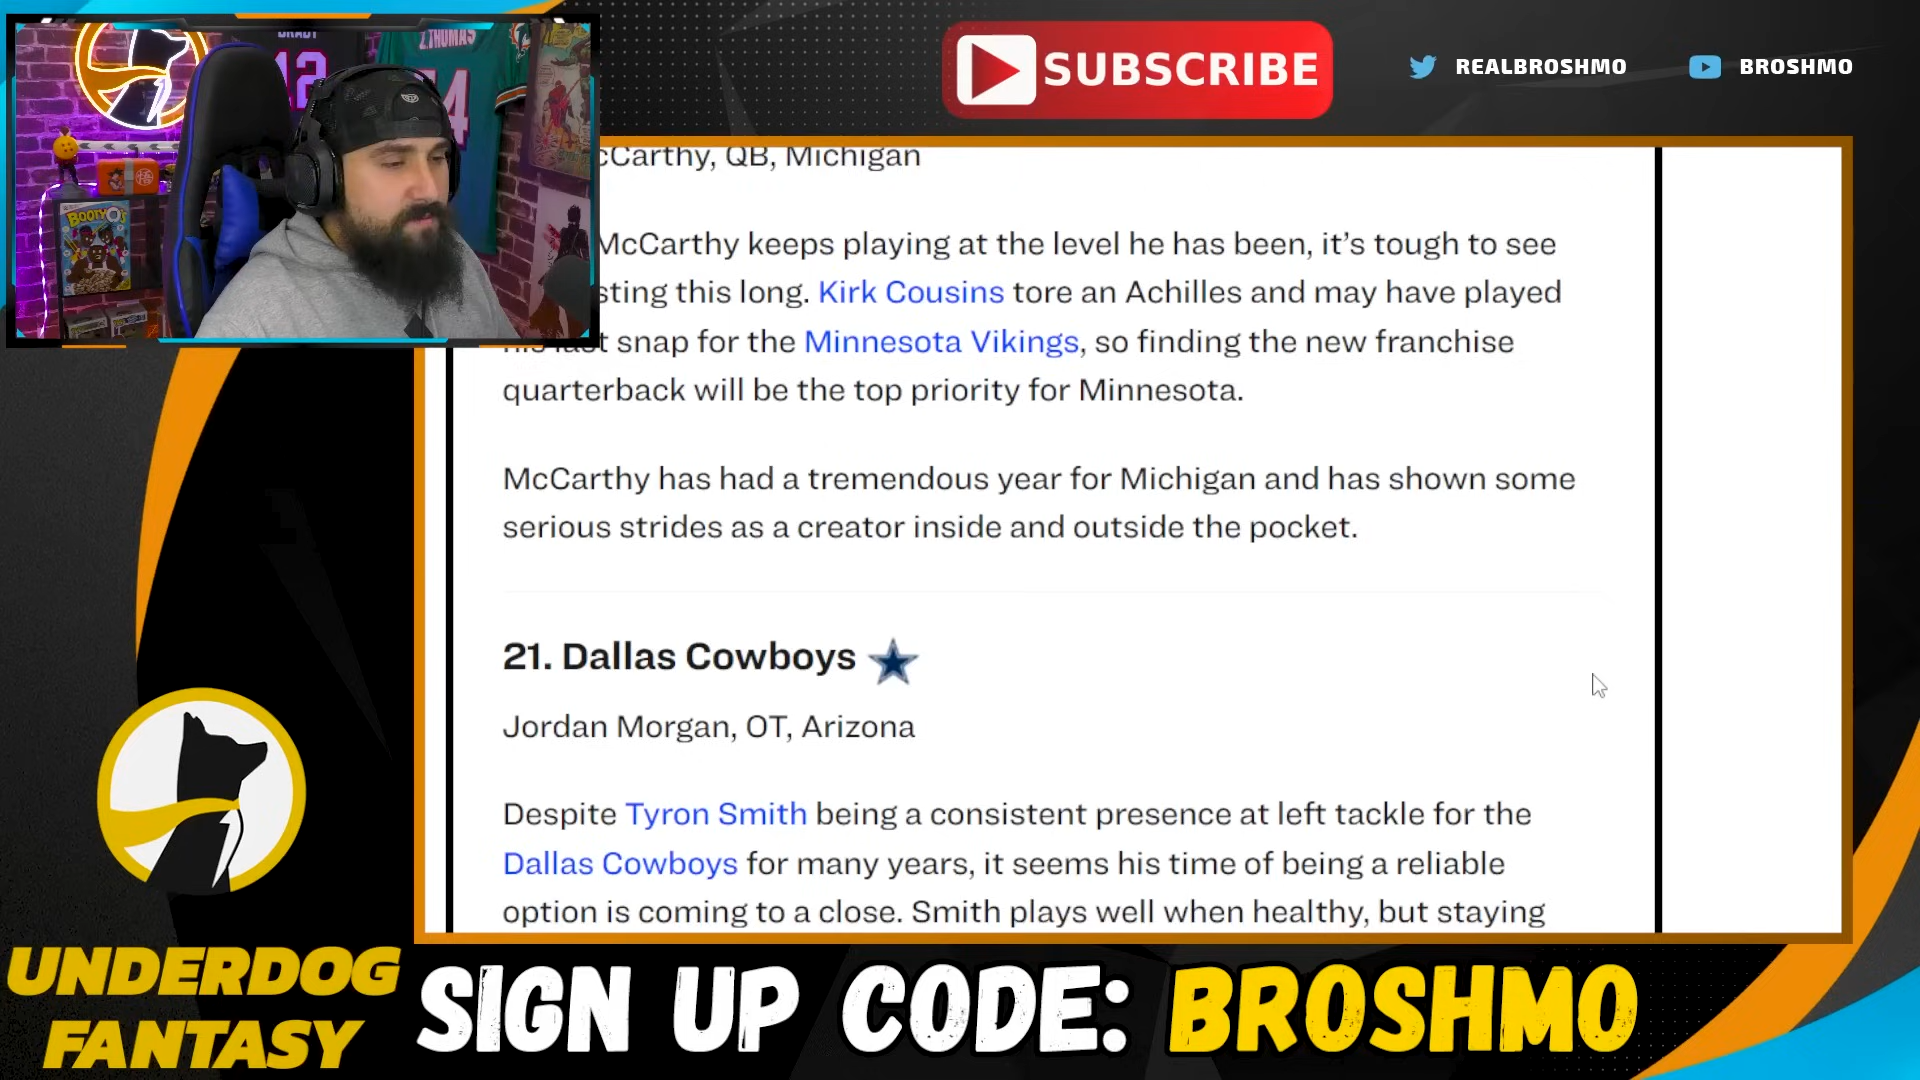 BRADY
12
Z.THOMAS
BOOTY O's
SUBSCRIBE
REALBROSHMO
BROSHMO
cCarthy, QB, Michigan
McCarthy keeps playing at the level he has been, it's tough to see
sting this long. Kirk Cousins tore an Achilles and may have played
his last snap for the Minnesota Vikings, so finding the new franchise
quarterback will be the top priority for Minnesota.
McCarthy has had a tremendous year for Michigan and has shown some
serious strides as a creator inside and outside the pocket.
21. Dallas Cowboys
Jordan Morgan, OT, Arizona
Despite Tyron Smith being a consistent presence at left tackle for the
Dallas Cowboys for many years, it seems his time of being a reliable
option is coming to a close. Smith plays well when healthy, but staying
UNDERDOG
FANTASY
SIGN UP CODE: BROSHMO